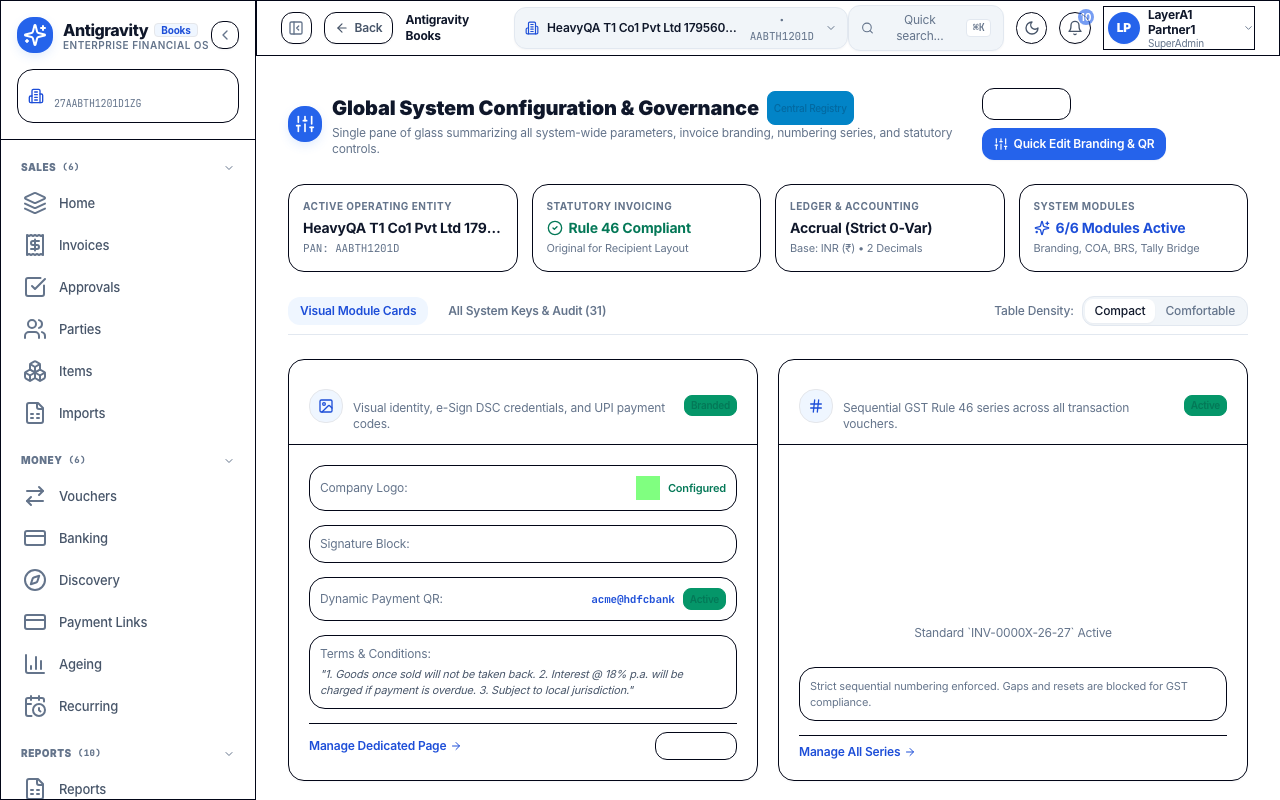 Antigravity Books
ENTERPRISE FINANCIAL OS
27AABTH1201D1ZG
SALES (6)
Home
Invoices
Approvals
Parties
Items
Imports
MONEY (6)
Vouchers
Banking
Discovery
Payment Links
Ageing
Recurring
REPORTS (10)
Reports
Back
Antigravity
Books
HeavyQA T1 Co1 Pvt Ltd 179560...
•
AABTH1201D
Quick
search...
⌘K
10
LP
LayerA1
Partner1
SuperAdmin
Global System Configuration & Governance
Central Registry
Single pane of glass summarizing all system-wide parameters, invoice branding, numbering series, and statutory
controls.
Quick Edit Branding & QR
ACTIVE OPERATING ENTITY
HeavyQA T1 Co1 Pvt Ltd 179...
PAN: AABTH1201D
STATUTORY INVOICING
Rule 46 Compliant
Original for Recipient Layout
LEDGER & ACCOUNTING
Accrual (Strict 0-Var)
Base: INR (₹) • 2 Decimals
SYSTEM MODULES
6/6 Modules Active
Branding, COA, BRS, Tally Bridge
Visual Module Cards
All System Keys & Audit (31)
Table Density:
Compact
Comfortable
Visual identity, e-Sign DSC credentials, and UPI payment
codes.
Branded
Company Logo:
Configured
Signature Block:
Dynamic Payment QR:
acme@hdfcbank
Active
Terms & Conditions:
"1. Goods once sold will not be taken back. 2. Interest @ 18% p.a. will be
charged if payment is overdue. 3. Subject to local jurisdiction."
Manage Dedicated Page →
Sequential GST Rule 46 series across all transaction
vouchers.
Active
Standard `INV-0000X-26-27` Active
Strict sequential numbering enforced. Gaps and resets are blocked for GST
compliance.
Manage All Series →